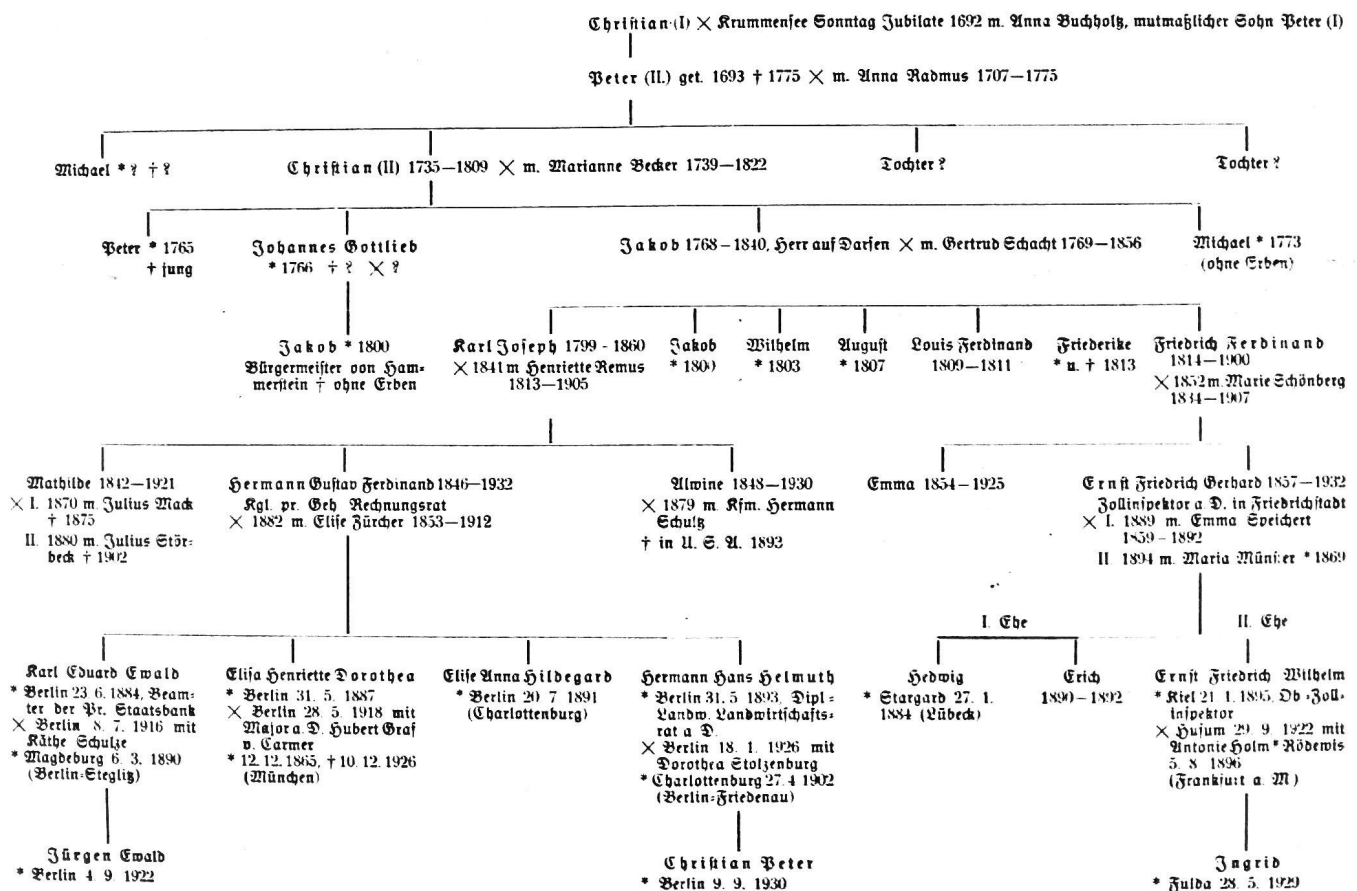 Christian (I) × Krummensee Sonntag Jubilate 1692 m. Anna Buchholtz, mutmaßlicher Sohn Peter (I)
Peter (II.) get. 1693 † 1775 × m. Anna Radmus 1707—1775
Michael * ? † ?
Christian (II) 1735—1809 × m. Marianne Becker 1739—1822
Tochter ?
Tochter ?
Peter * 1765
† jung
Johannes Gottlieb
* 1766 † ? × ?
Jakob 1768-1840, Herr auf Darsen × m. Gertrud Schacht 1769—1856
Michael * 1773
(ohne Erben)
Jakob * 1800
Bürgermeister von Ham=
merstein † ohne Erben
Karl Joseph 1799 - 1860
× 1841 m Henriette Remus
1813—1905
Jakob
* 1800
Wilhelm
* 1803
August
* 1807
Louis Ferdinand
1809—1811
Friederike
* u. † 1813
Friedrich Ferdinand
1814—1900
× 1852 m. Marie Schönberg
1834—1907
Mathilde 1842—1921
× I. 1870 m. Julius Mack
† 1875
II. 1880 m. Julius Stör=
beck † 1902
Hermann Gustav Ferdinand 1846—1932
Kgl. pr. Geh Rechnungsrat
× 1882 m. Elise Zürcher 1853—1912
Alwine 1848—1930
× 1879 m. Kfm. Hermann
Schultz
† in U. S. A. 1893
Emma 1854—1925
Ernst Friedrich Gerhard 1857—1932
Zollinspektor a. D. in Friedrichstadt
× I. 1889 m. Emma Speichert
1859-1892
II. 1894 m. Maria Münster * 1869
I. Ehe
II. Ehe
Karl Eduard Ewald
* Berlin 23 6. 1884, Beam=
ter der Pr. Staatsbank
× Berlin 8. 7. 1916 mit
Käthe Schulze
* Magdeburg 6. 3. 1890
(Berlin=Steglitz)
Elisa Henriette Dorothea
* Berlin 31. 5. 1887
× Berlin 28. 5. 1918 mit
Major a. D. Hubert Graf
v. Carmer
* 12. 12. 1865, † 10. 12. 1926
(München)
Elise Anna Hildegard
* Berlin 20 7 1891
(Charlottenburg)
Hermann Hans Helmuth
* Berlin 31. 5 1893, Dipl=
Landw. Landwirtschafts=
rat a D.
× Berlin 18. 1. 1926 mit
Dorothea Stolzenburg
* Charlottenburg 27. 4 1902
(Berlin=Friedenau)
Hedwig
* Stargard 27. 1.
1884 (Lübeck)
Erich
1890—1892
Ernst Friedrich Wilhelm
* Kiel 21 1. 1895, Ob=Zoll=
inspektor
× Husum 29. 9. 1922 mit
Antonie Holm * Rödewis
5. 8 1896
(Frankfurt a. M)
Jürgen Ewald
* Berlin 4. 9. 1922
Christian Peter
* Berlin 9. 9. 1930
Ingrid
* Fulda 28. 5. 1929